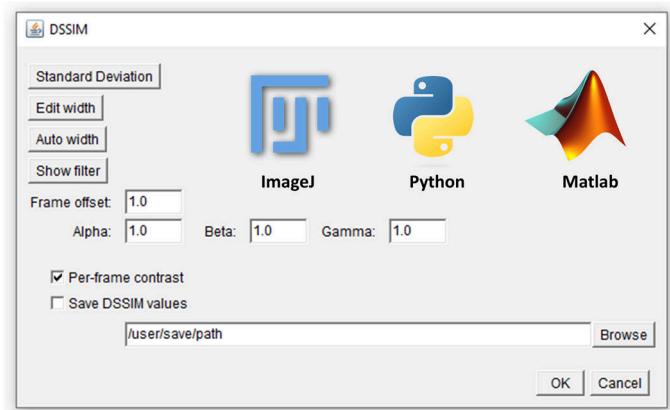 DSSIM
Standard Deviation
Edit width
Auto width
Show filter
ImageJ Python Matlab
Frame offset: 1.0
Alpha: 1.0 Beta: 1.0 Gamma: 1.0
Per-frame contrast
Save DSSIM values
/user/save/path Browse
OK Cancel